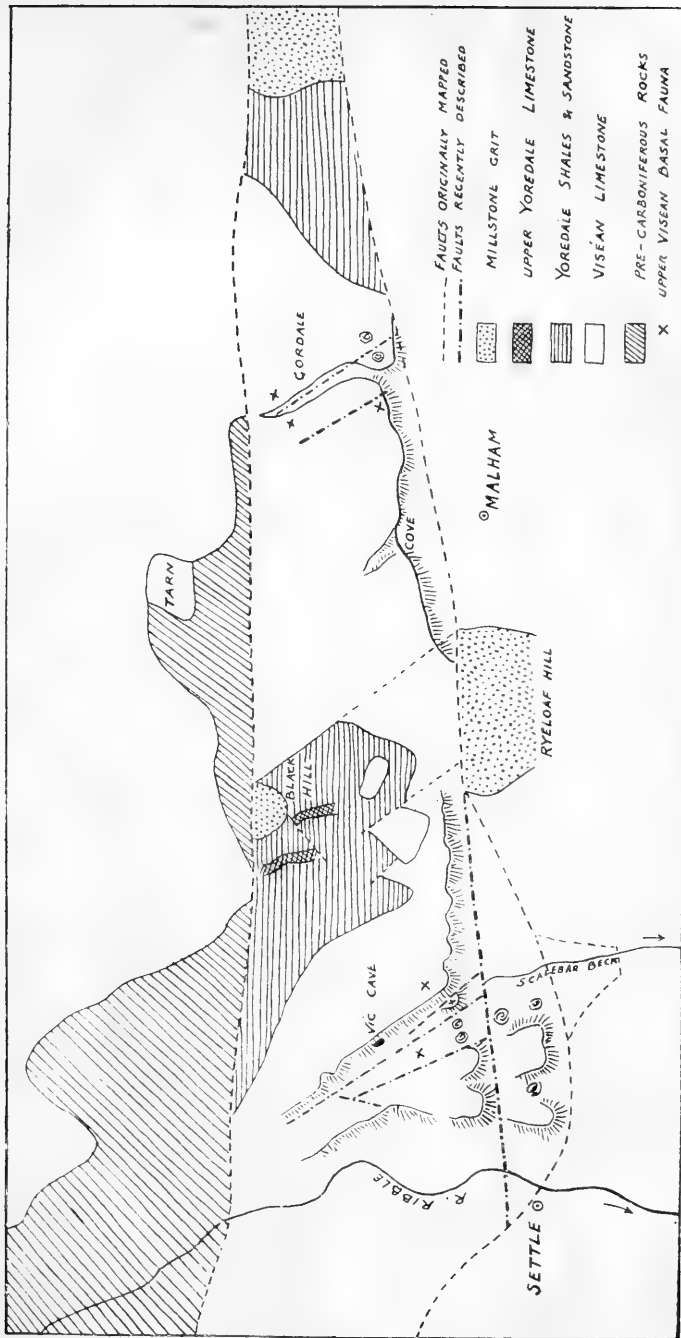 FAULTS ORIGINALLY MAPPED
FAULTS RECENTLY DESCRIBED
MILLSTONE GRIT
UPPER YOREDALE LIMESTONE
YOREDALE SHALES & SANDSTONE
VISÉAN LIMESTONE
PRE-CARBONIFEROUS ROCKS
X UPPER VISEAN BASAL FAUNA
GORDALE
TARN
COVE
MALHAM
BLACK
HILL
RYELOAF HILL
VIC CAVE
SCALEBAR BECK
R. RIBBLE
SETTLE